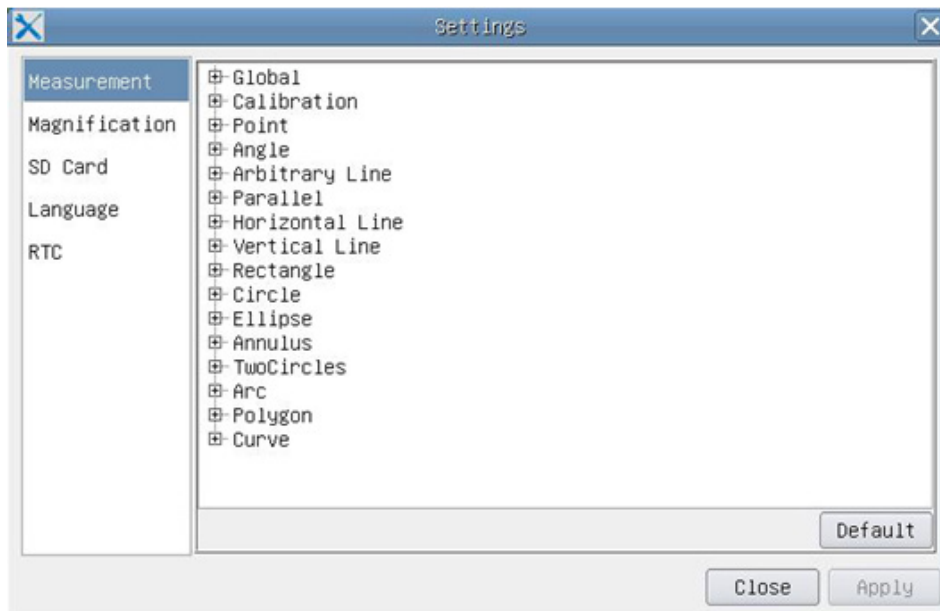 Settings
Measurement
Magnification
SD Card
Language
RTC
Global
Calibration
Point
Angle
Arbitrary Line
Parallel
Horizontal Line
Vertical Line
Rectangle
Circle
Ellipse
Annulus
TwoCircles
Arc
Polygon
Curve
Default
Close
Apply